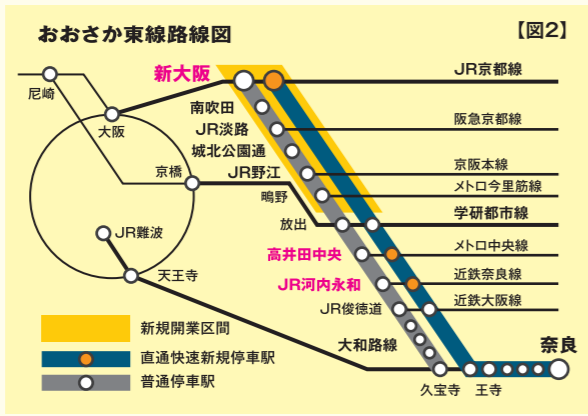 おおさか東線路線図
【図2】
新大阪
JR京都線
尼崎
南吹田
大阪
JR淡路
阪急京都線
城北公園通
京橋
JR野江
京阪本線
鴫野
メトロ今里筋線
放出
学研都市線
JR難波
高井田中央
メトロ中央線
天王寺
JR河内永和
近鉄奈良線
JR俊徳道
近鉄大阪線
新規開業区間
大和路線
奈良
直通快速新規停車駅
普通停車駅
久宝寺
王寺